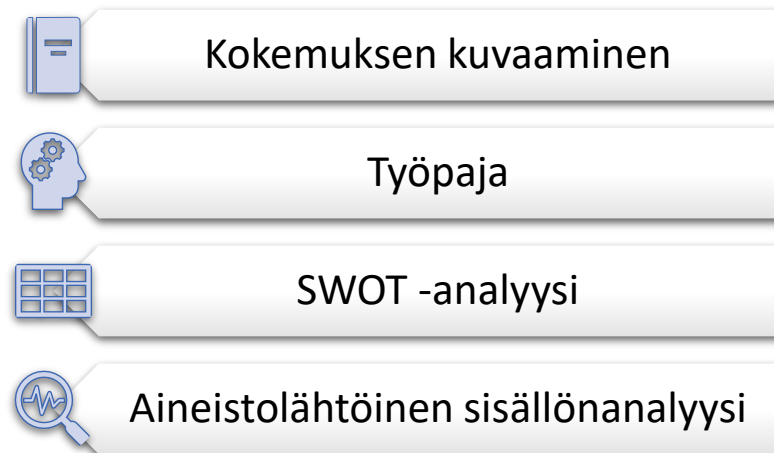 Kokemuksen kuvaaminen
Työpaja
SWOT -analyysi
Aineistolähtöinen sisällönanalyysi